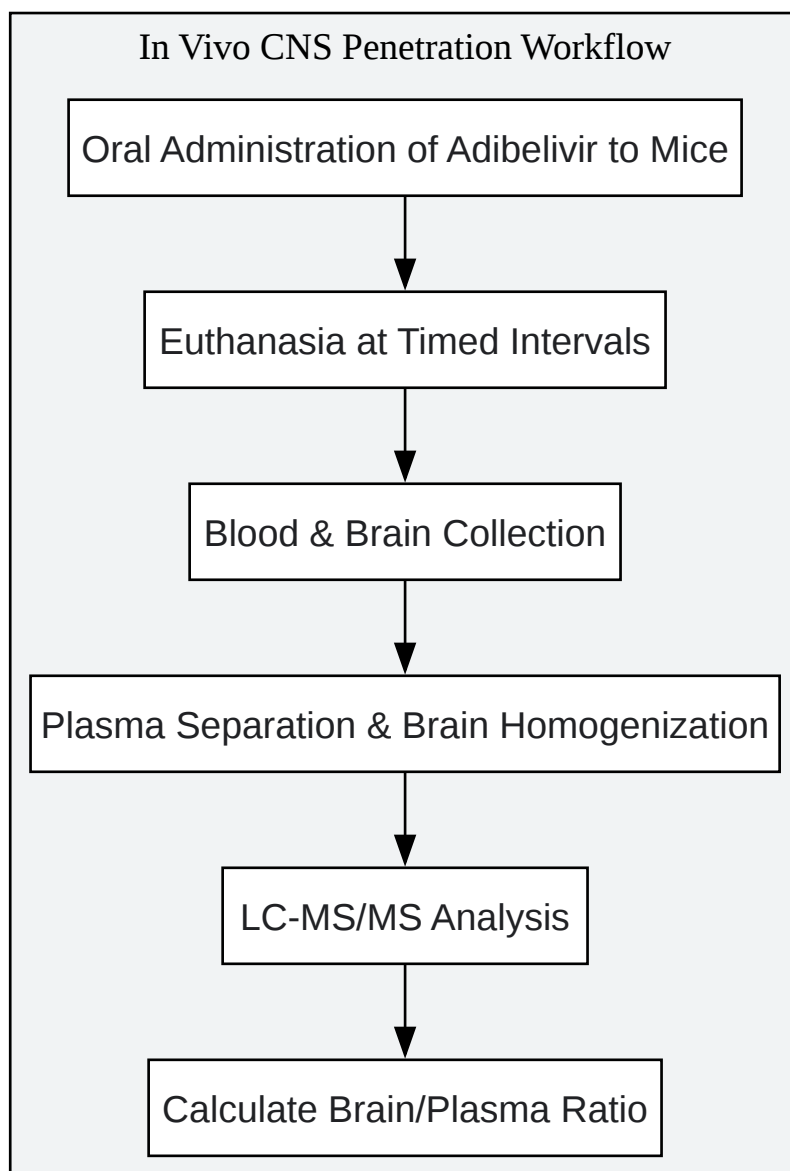 In Vivo CNS Penetration Workflow
Oral Administration of Adibelivir to Mice
Euthanasia at Timed Intervals
Blood & Brain Collection
Plasma Separation & Brain Homogenization
LC-MS/MS Analysis
Calculate Brain/Plasma Ratio